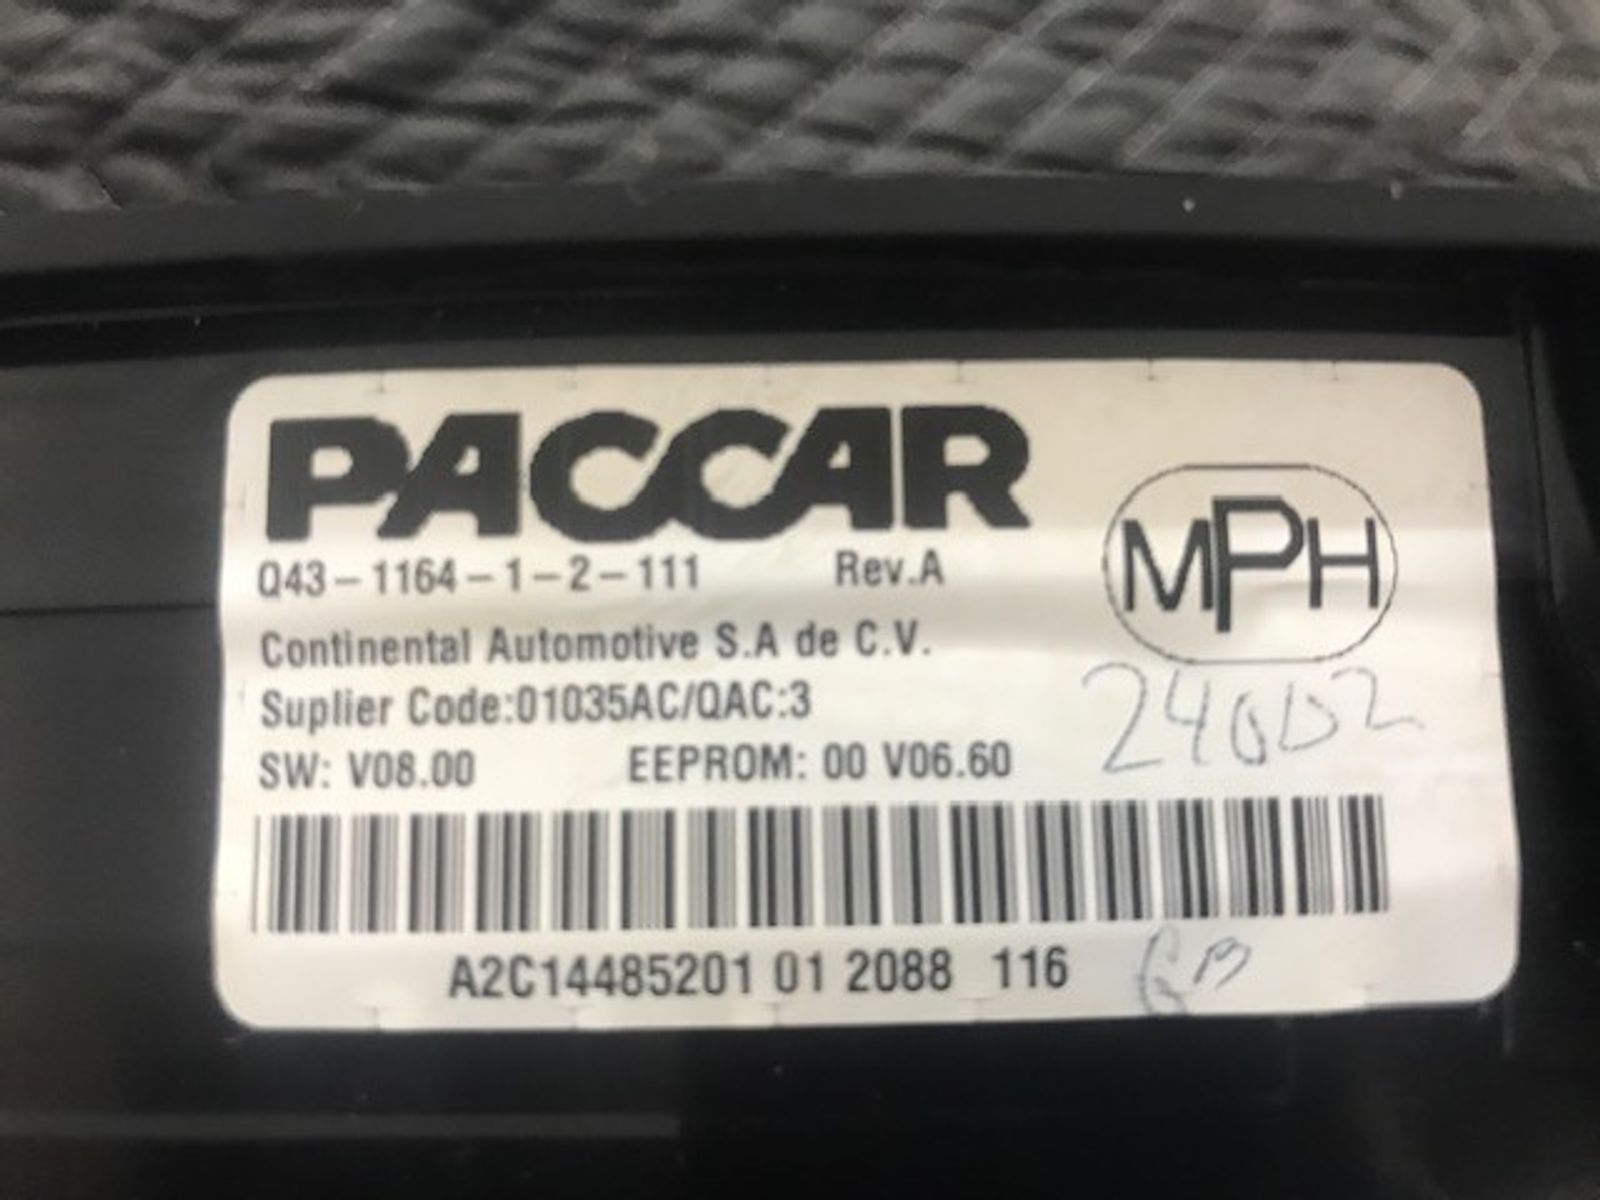 PACCAR
MPH
Q43-1164-1-2-111 Rev.A
Continental Automotive S.A de C.V.
Suplier Code:01035AC/QAC:3
SW: V08.00 EEPROM: 00 V06.60
A2C14485201 01 2088 116